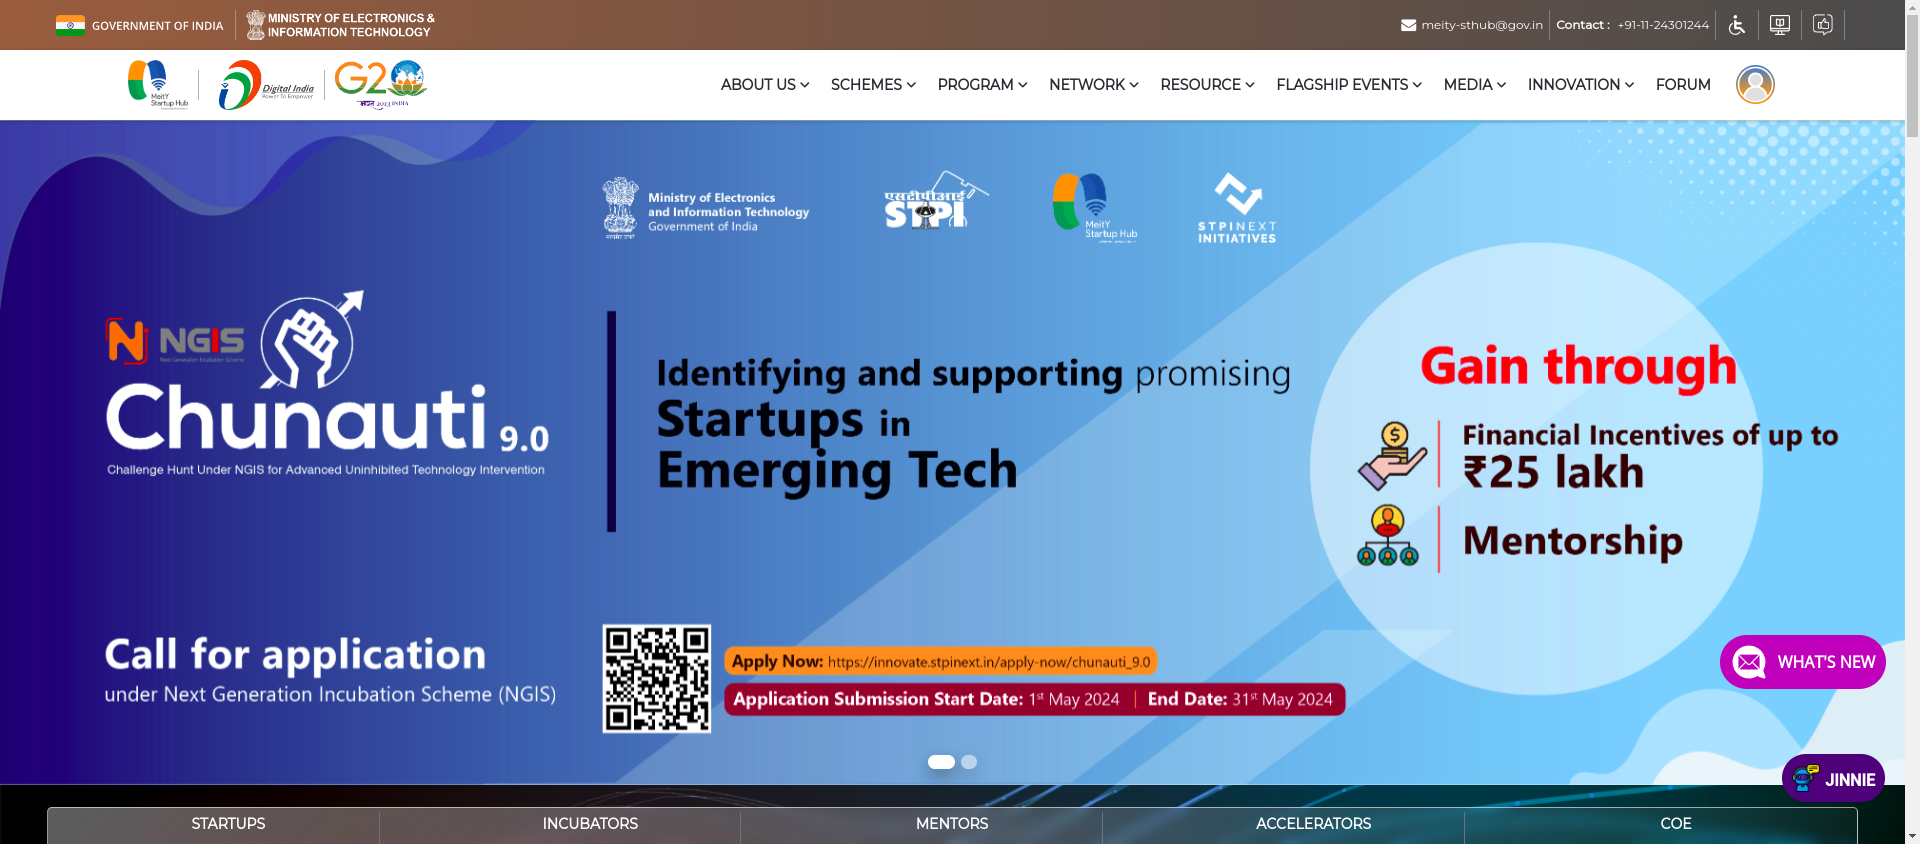 GOVERNMENT OF INDIA
MINISTRY OF ELECTRONICS &
INFORMATION TECHNOLOGY
meity-sthub@gov.in
Contact : +91-11-24301244
MeitY
Startup Hub
Digital India
Power To Empower
G20
2023 INDIA
ABOUT US
SCHEMES
PROGRAM
NETWORK
RESOURCE
FLAGSHIP EVENTS
MEDIA
INNOVATION
FORUM
Ministry of Electronics
and Information Technology
Government of India
एसटीपीआई
STPI
MeitY
Startup Hub
STPINEXT
INITIATIVES
NGIS
Next Generation Incubation Scheme
Chunauti 9.0
Challenge Hunt Under NGIS for Advanced Uninhibited Technology Intervention
Identifying and supporting promising
Startups in
Emerging Tech
Gain through
Financial Incentives of up to
₹25 lakh
Mentorship
Call for application
under Next Generation Incubation Scheme (NGIS)
Apply Now: https://innovate.stpinext.in/apply-now/chunauti_9.0
Application Submission Start Date: 1st May 2024 | End Date: 31st May 2024
WHAT'S NEW
JINNIE
STARTUPS
INCUBATORS
MENTORS
ACCELERATORS
COE